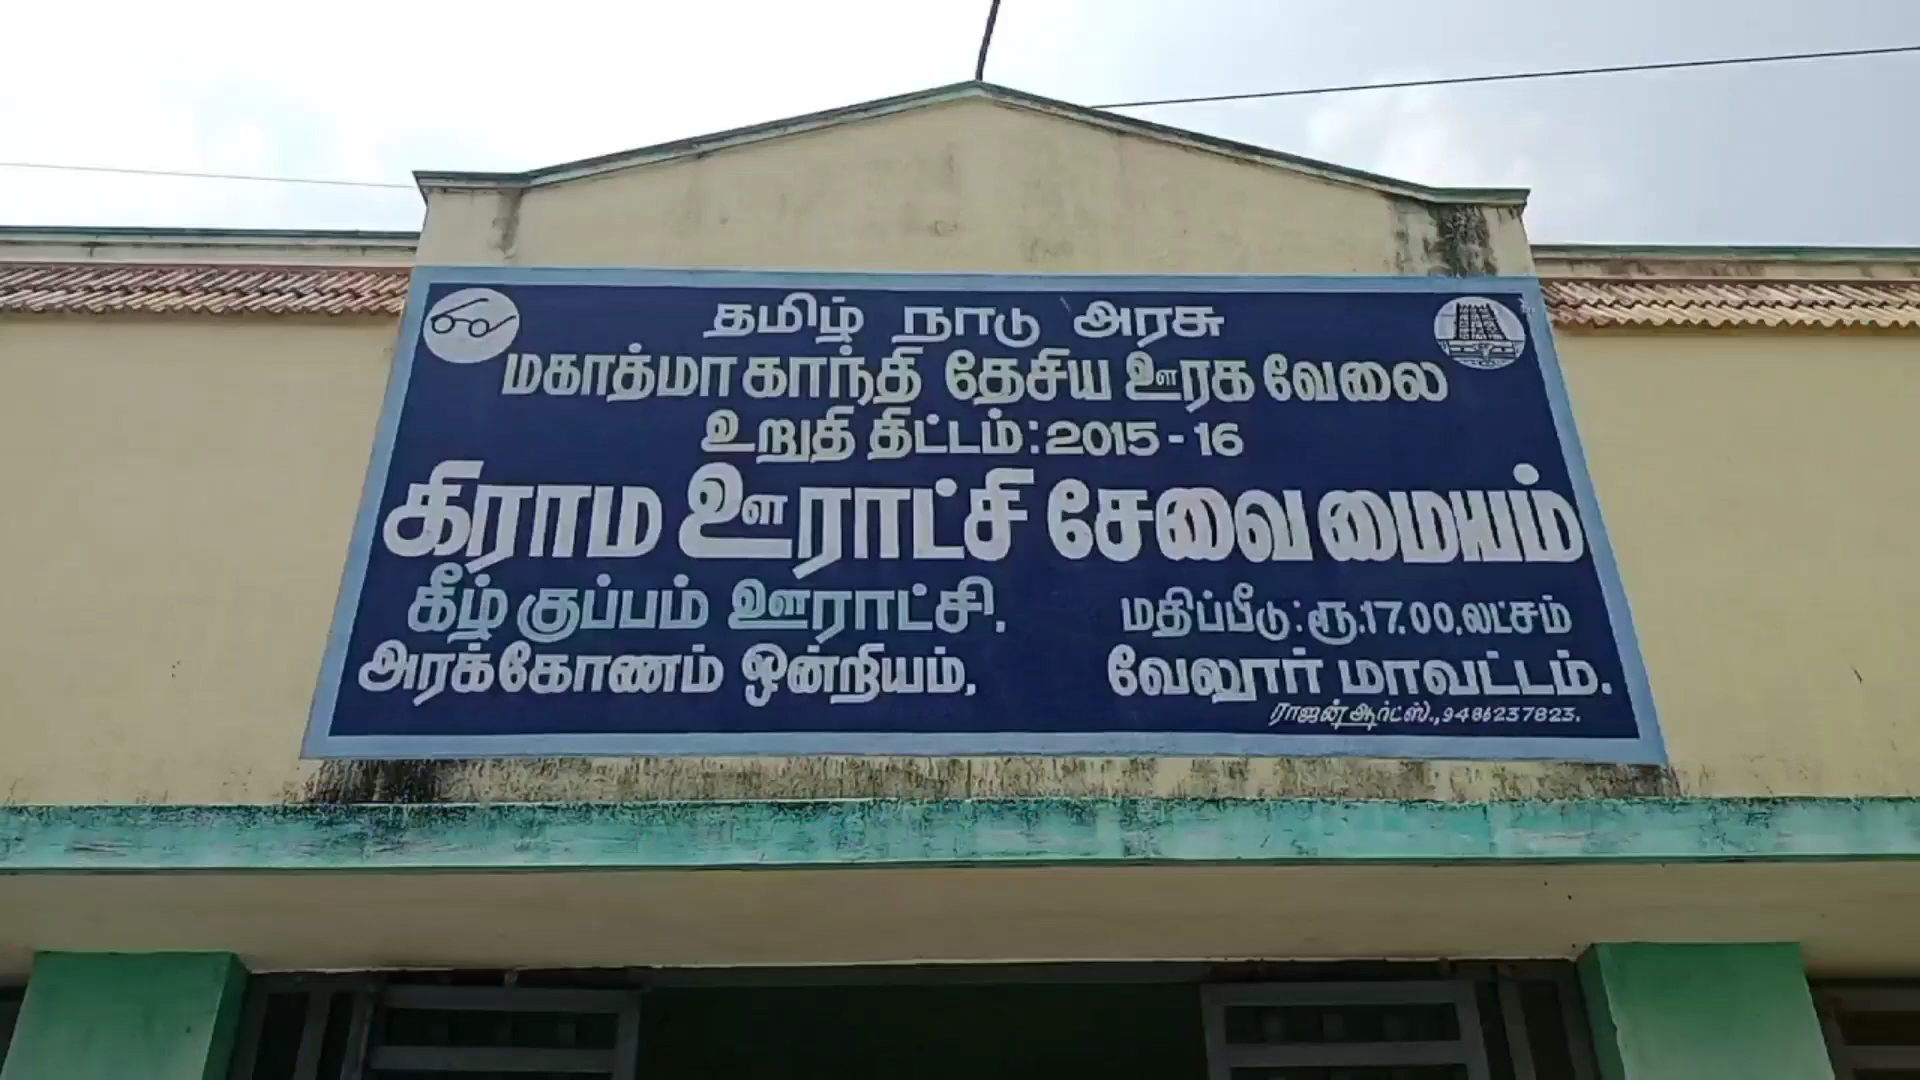 தமிழ் நாடு அரசு
மகாத்மா காந்தி தேசிய ஊரக வேலை
உறுதி திட்டம்: 2015 - 16
கிராம ஊராட்சி சேவை மையம்
கீழ் குப்பம் ஊராட்சி. மதிப்பீடு: ரூ.17.00.லட்சம்
அரக்கோணம் ஒன்றியம், வேலூர் மாவட்டம்.
ராஜன் ஆர்ட்ஸ்., 9486237823.